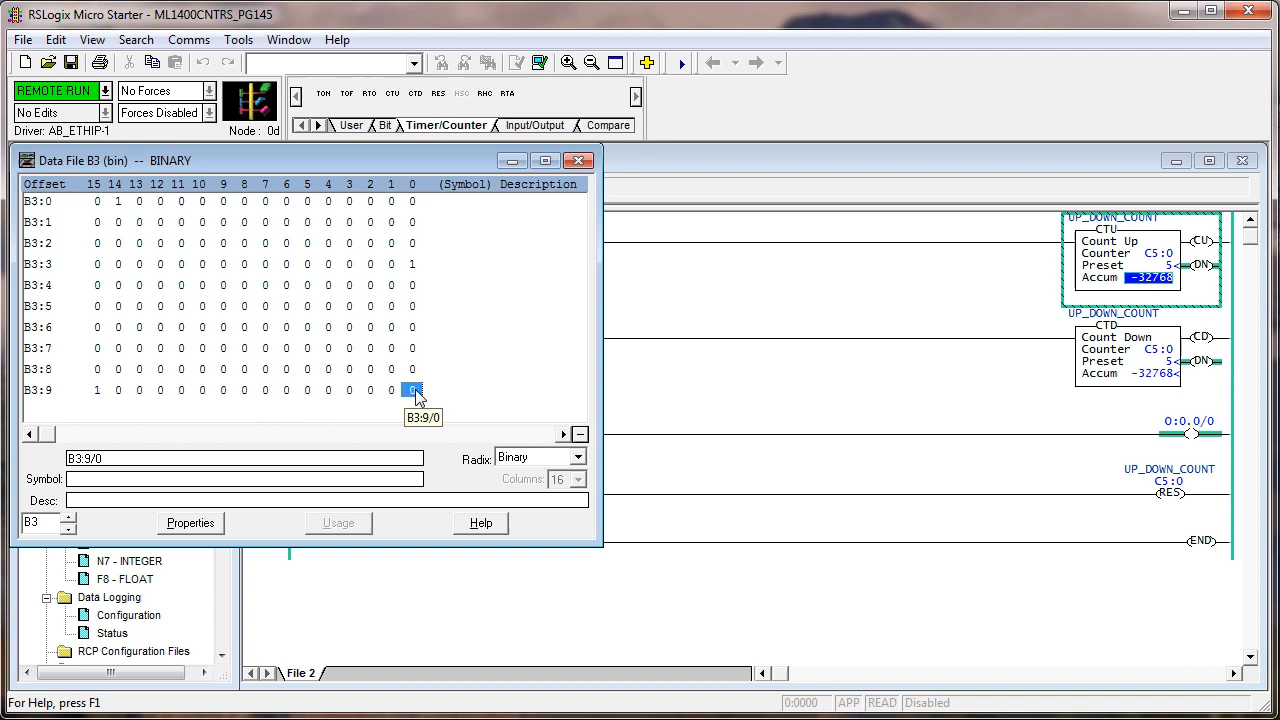 RSLogix Micro Starter - ML1400CNTRS_PG145
File Edit View Search Comms Tools Window Help
REMOTE RUN No Forces
No Edits Forces Disabled
Driver: AB_ETHIP-1 Node : 0d
TON TOF RTO CTU CTD RES HSC RHC RTA
User Bit Timer/Counter Input/Output Compare
Data File B3 (bin) -- BINARY
Offset 15 14 13 12 11 10 9 8 7 6 5 4 3 2 1 0 (Symbol) Description
B3:0 0 1 0 0 0 0 0 0 0 0 0 0 0 0 0 0
B3:1 0 0 0 0 0 0 0 0 0 0 0 0 0 0 0 0
B3:2 0 0 0 0 0 0 0 0 0 0 0 0 0 0 0 0
B3:3 0 0 0 0 0 0 0 0 0 0 0 0 0 0 0 1
B3:4 0 0 0 0 0 0 0 0 0 0 0 0 0 0 0 0
B3:5 0 0 0 0 0 0 0 0 0 0 0 0 0 0 0 0
B3:6 0 0 0 0 0 0 0 0 0 0 0 0 0 0 0 0
B3:7 0 0 0 0 0 0 0 0 0 0 0 0 0 0 0 0
B3:8 0 0 0 0 0 0 0 0 0 0 0 0 0 0 0 0
B3:9 1 0 0 0 0 0 0 0 0 0 0 0 0 0 0 0
B3:9/0
B3:9/0
Radix: Binary
Symbol: Columns: 16
Desc:
B3 Properties Usage Help
UP_DOWN_COUNT
CTU
Count Up CU
Counter C5:0
Preset 5< DN
Accum -32768
UP_DOWN_COUNT
CTD
Count Down CD
Counter C5:0
Preset 5< DN
Accum -32768<
O:0.0/0
UP_DOWN_COUNT
C5:0
RES
END
N7 - INTEGER
F8 - FLOAT
Data Logging
Configuration
Status
RCP Configuration Files
File 2
For Help, press F1 0:0000 APP READ Disabled